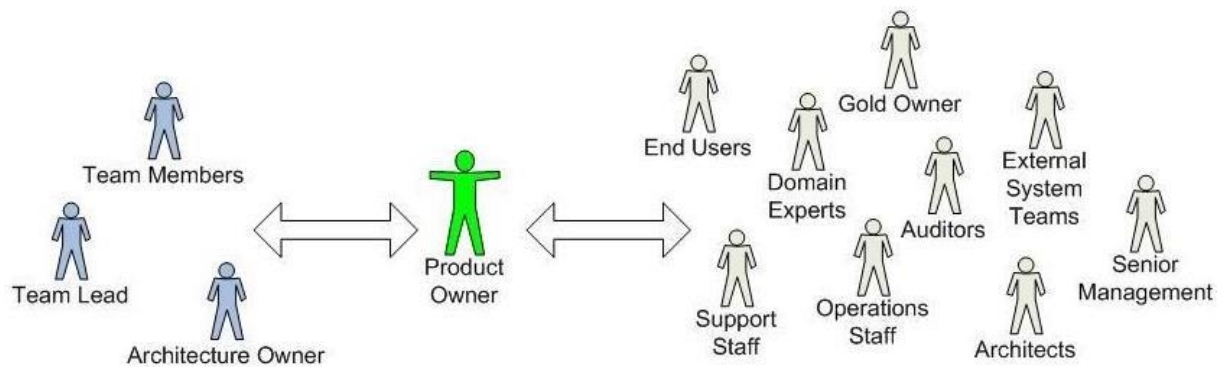 Team Members
Team Lead
Architecture Owner
Product
Owner
End Users
Gold Owner
Domain
Experts
Auditors
External
System
Teams
Senior
Management
Support
Staff
Operations
Staff
Architects